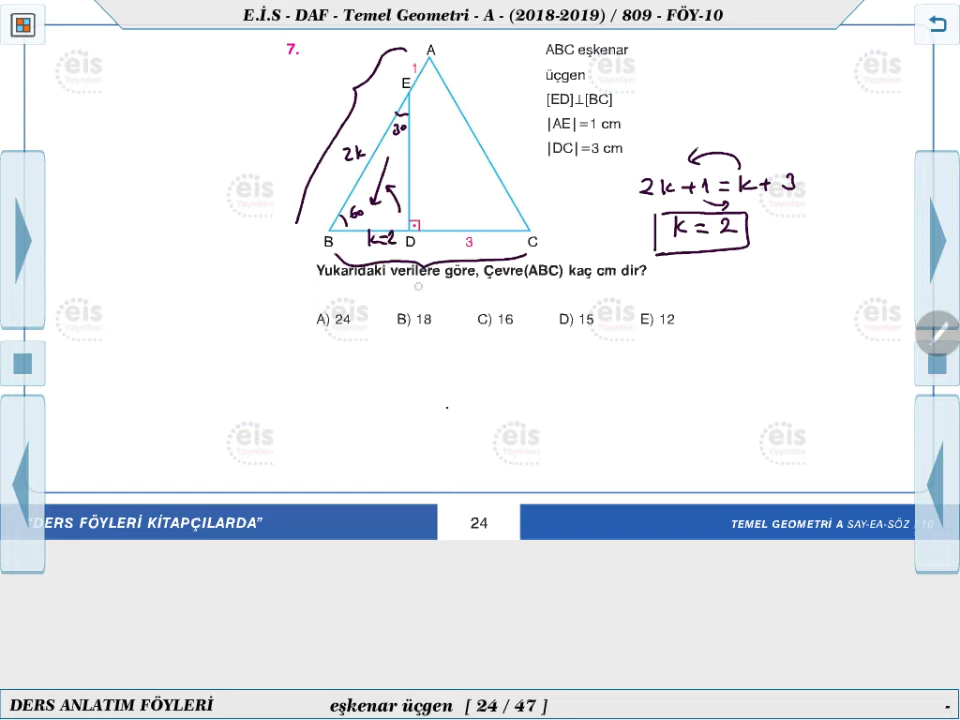 E.İ.S - DAF - Temel Geometri - A - (2018-2019) / 809 - FÖY-10
7.
A
1
E
30
2k
60
B
k=2
D
3
C
ABC eşkenar
üçgen
[ED]⊥[BC]
|AE|=1 cm
|DC|=3 cm
2k+1=k+3
k=2
Yukarıdaki verilere göre, Çevre(ABC) kaç cm dir?
A) 24 B) 18 C) 16 D) 15 E) 12
eis
Yayınları
"DERS FÖYLERİ KİTAPÇILARDA"
24
TEMEL GEOMETRİ A SAY-EA-SÖZ / 10
DERS ANLATIM FÖYLERİ
eşkenar üçgen [ 24 / 47 ]
-